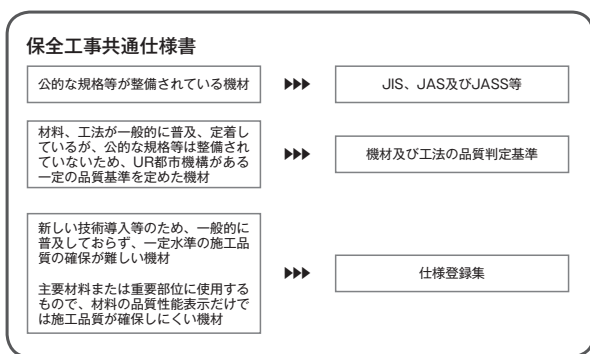 保全工事共通仕様書
公的な規格等が整備されている機材
▶▶▶
JIS、JAS及びJASS等
材料、工法が一般的に普及、定着し
ているが、公的な規格等は整備され
ていないため、UR都市機構がある
一定の品質基準を定めた機材
▶▶▶
機材及び工法の品質判定基準
新しい技術導入等のため、一般的に
普及しておらず、一定水準の施工品
質の確保が難しい機材
主要材料または重要部位に使用する
もので、材料の品質性能表示だけで
は施工品質が確保しにくい機材
▶▶▶
仕様登録集